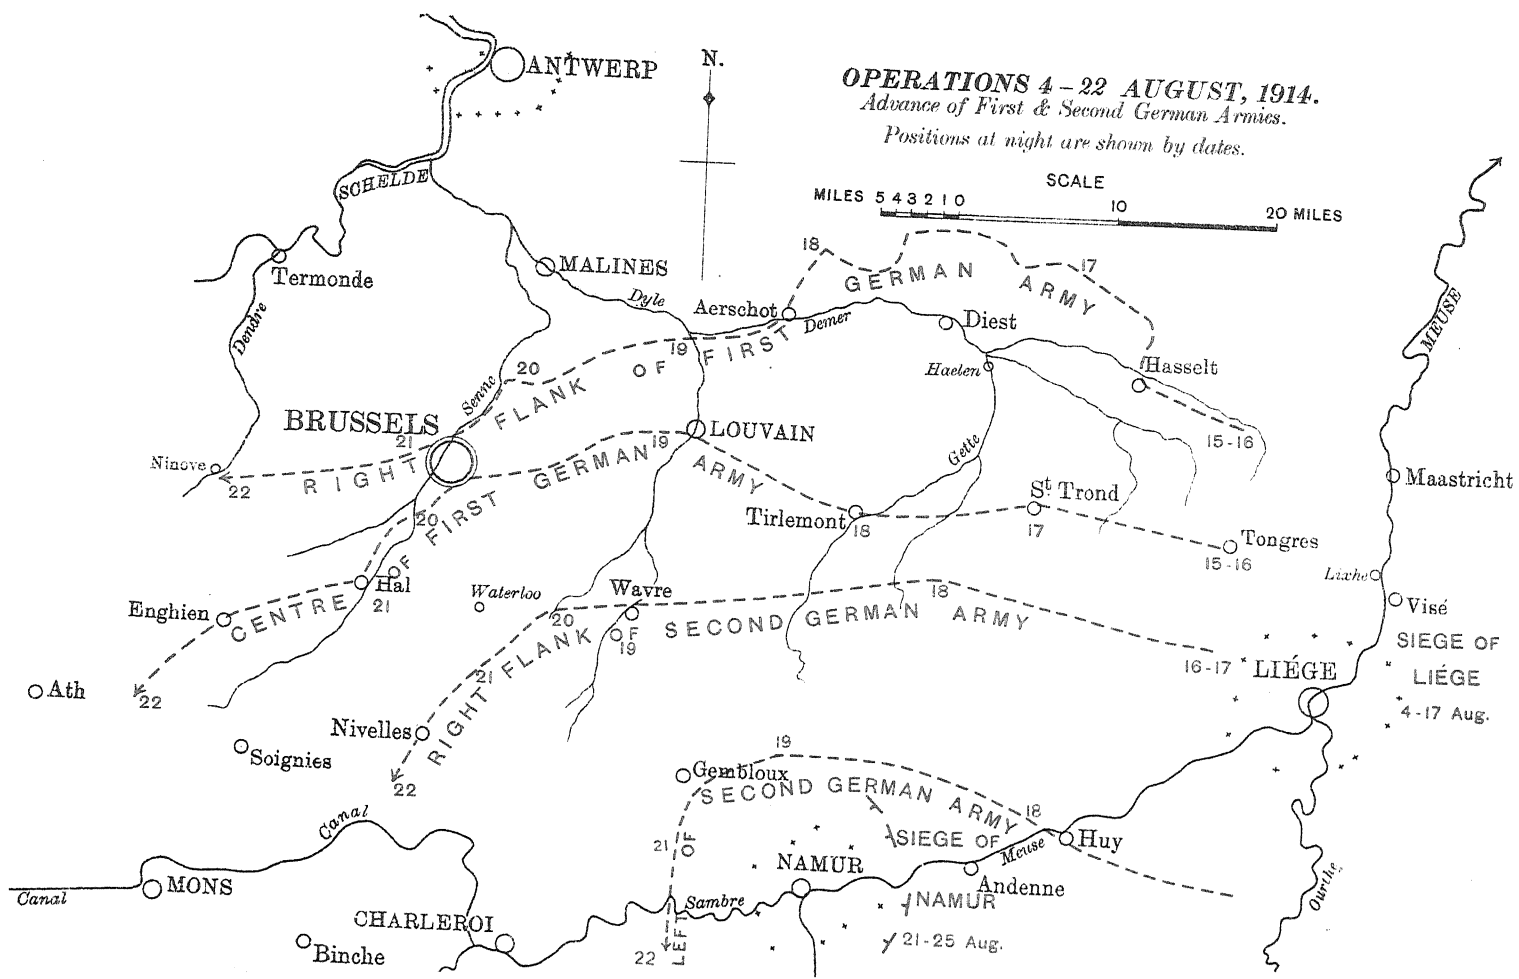 OPERATIONS 4 - 22 AUGUST, 1914.
Advance of First & Second German Armies.
Positions at night are shown by dates.
SCALE
MILES 5 4 3 2 1 0 10 20 MILES
N.
ANTWERP
SCHELDE
Termonde
Dendre
MALINES
Dyle
Aerschot
Demer
Diest
Haelen
Hasselt
15-16
18
17
GERMAN ARMY
MEUSE
RIGHT FLANK OF FIRST
19
20
21
22
Senne
BRUSSELS
Ninove
LOUVAIN
19
Gette
Maastricht
CENTRE OF FIRST GERMAN ARMY
Tirlemont
18
St Trond
17
Tongres
15-16
Lixhe
Visé
20
Hal
21
Enghien
22
Ath
Waterloo
Wavre
RIGHT FLANK OF SECOND GERMAN ARMY
18
16-17
19
20
21
22
LIÉGE
SIEGE OF
LIÉGE
4-17 Aug.
Nivelles
Soignies
Gembloux
19
LEFT OF SECOND GERMAN ARMY
18
21
22
SIEGE OF
NAMUR
21-25 Aug.
Huy
Meuse
Andenne
NAMUR
Sambre
Canal
Canal
MONS
CHARLEROI
Binche
Ourthe